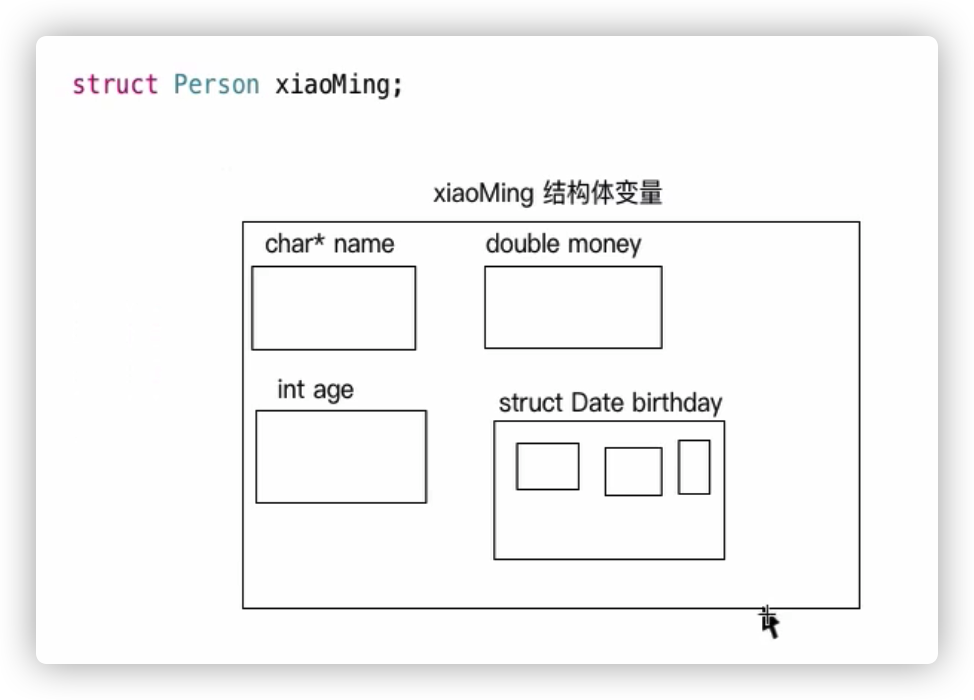 struct Person xiaoMing;
xiaoMing 结构体变量
char* name
double money
int age
struct Date birthday